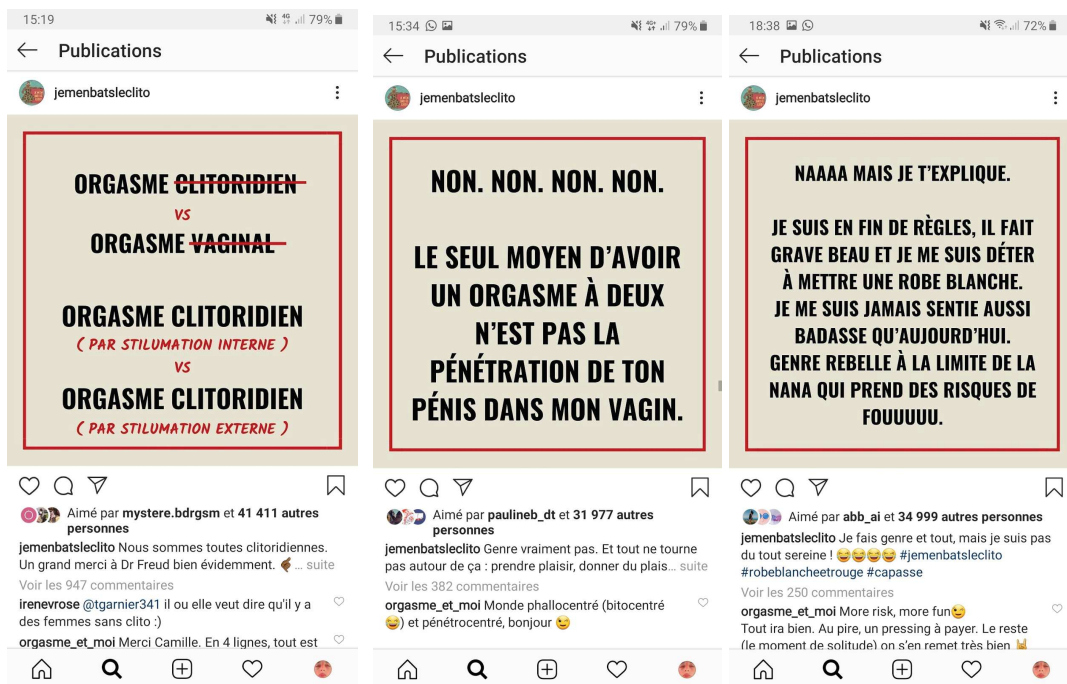 15:19
4G
79%
Publications
jemenbatsleclito
ORGASME CLITORIDIEN
VS
ORGASME VAGINAL
ORGASME CLITORIDIEN
( PAR STILUMATION INTERNE )
VS
ORGASME CLITORIDIEN
( PAR STILUMATION EXTERNE )
Aimé par mystere.bdrgsm et 41 411 autres
personnes
jemenbatsleclito Nous sommes toutes clitoridiennes.
Un grand merci à Dr Freud bien évidemment. ... suite
Voir les 947 commentaires
irenevrose @tgarnier341 il ou elle veut dire qu'il y a
des femmes sans clito :)
orgasme_et_moi Merci Camille. En 4 lignes, tout est
15:34
4G+
79%
Publications
jemenbatsleclito
NON. NON. NON. NON.
LE SEUL MOYEN D'AVOIR
UN ORGASME À DEUX
N'EST PAS LA
PÉNÉTRATION DE TON
PÉNIS DANS MON VAGIN.
Aimé par paulineb_dt et 31 977 autres
personnes
jemenbatsleclito Genre vraiment pas. Et tout ne tourne
pas autour de ça : prendre plaisir, donner du plais... suite
Voir les 382 commentaires
orgasme_et_moi Monde phallocentré (bitocentré
😂) et pénétrocentré, bonjour 😉
18:38
72%
Publications
jemenbatsleclito
NAAAA MAIS JE T'EXPLIQUE.
JE SUIS EN FIN DE RÈGLES, IL FAIT
GRAVE BEAU ET JE ME SUIS DÉTER
À METTRE UNE ROBE BLANCHE.
JE ME SUIS JAMAIS SENTIE AUSSI
BADASSE QU'AUJOURD'HUI.
GENRE REBELLE À LA LIMITE DE LA
NANA QUI PREND DES RISQUES DE
FOUUUUU.
Aimé par abb_ai et 34 999 autres personnes
jemenbatsleclito Je fais genre et tout, mais je suis pas
du tout sereine ! 😂😂😂😂 #jemenbatsleclito
#robeblancheetrouge #capasse
Voir les 250 commentaires
orgasme_et_moi More risk, more fun😉
Tout ira bien. Au pire, un pressing à payer. Le reste
(le moment de solitude) on s'en remet très bien 🤘